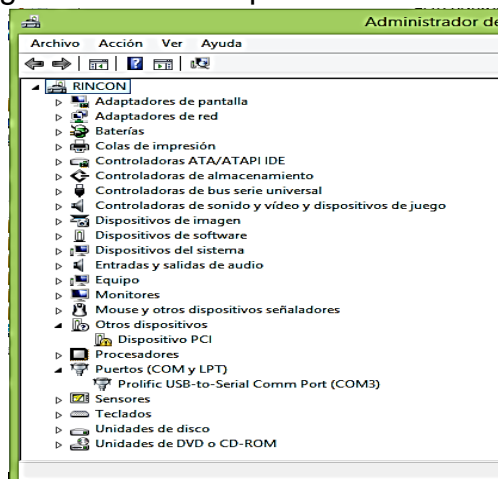 Administrador de
Archivo Acción Ver Ayuda
RINCON
Adaptadores de pantalla
Adaptadores de red
Baterías
Colas de impresión
Controladoras ATA/ATAPI IDE
Controladoras de almacenamiento
Controladoras de bus serie universal
Controladoras de sonido y vídeo y dispositivos de juego
Dispositivos de imagen
Dispositivos de software
Dispositivos del sistema
Entradas y salidas de audio
Equipo
Monitores
Mouse y otros dispositivos señaladores
Otros dispositivos
Dispositivo PCI
Procesadores
Puertos (COM y LPT)
Prolific USB-to-Serial Comm Port (COM3)
Sensores
Teclados
Unidades de disco
Unidades de DVD o CD-ROM